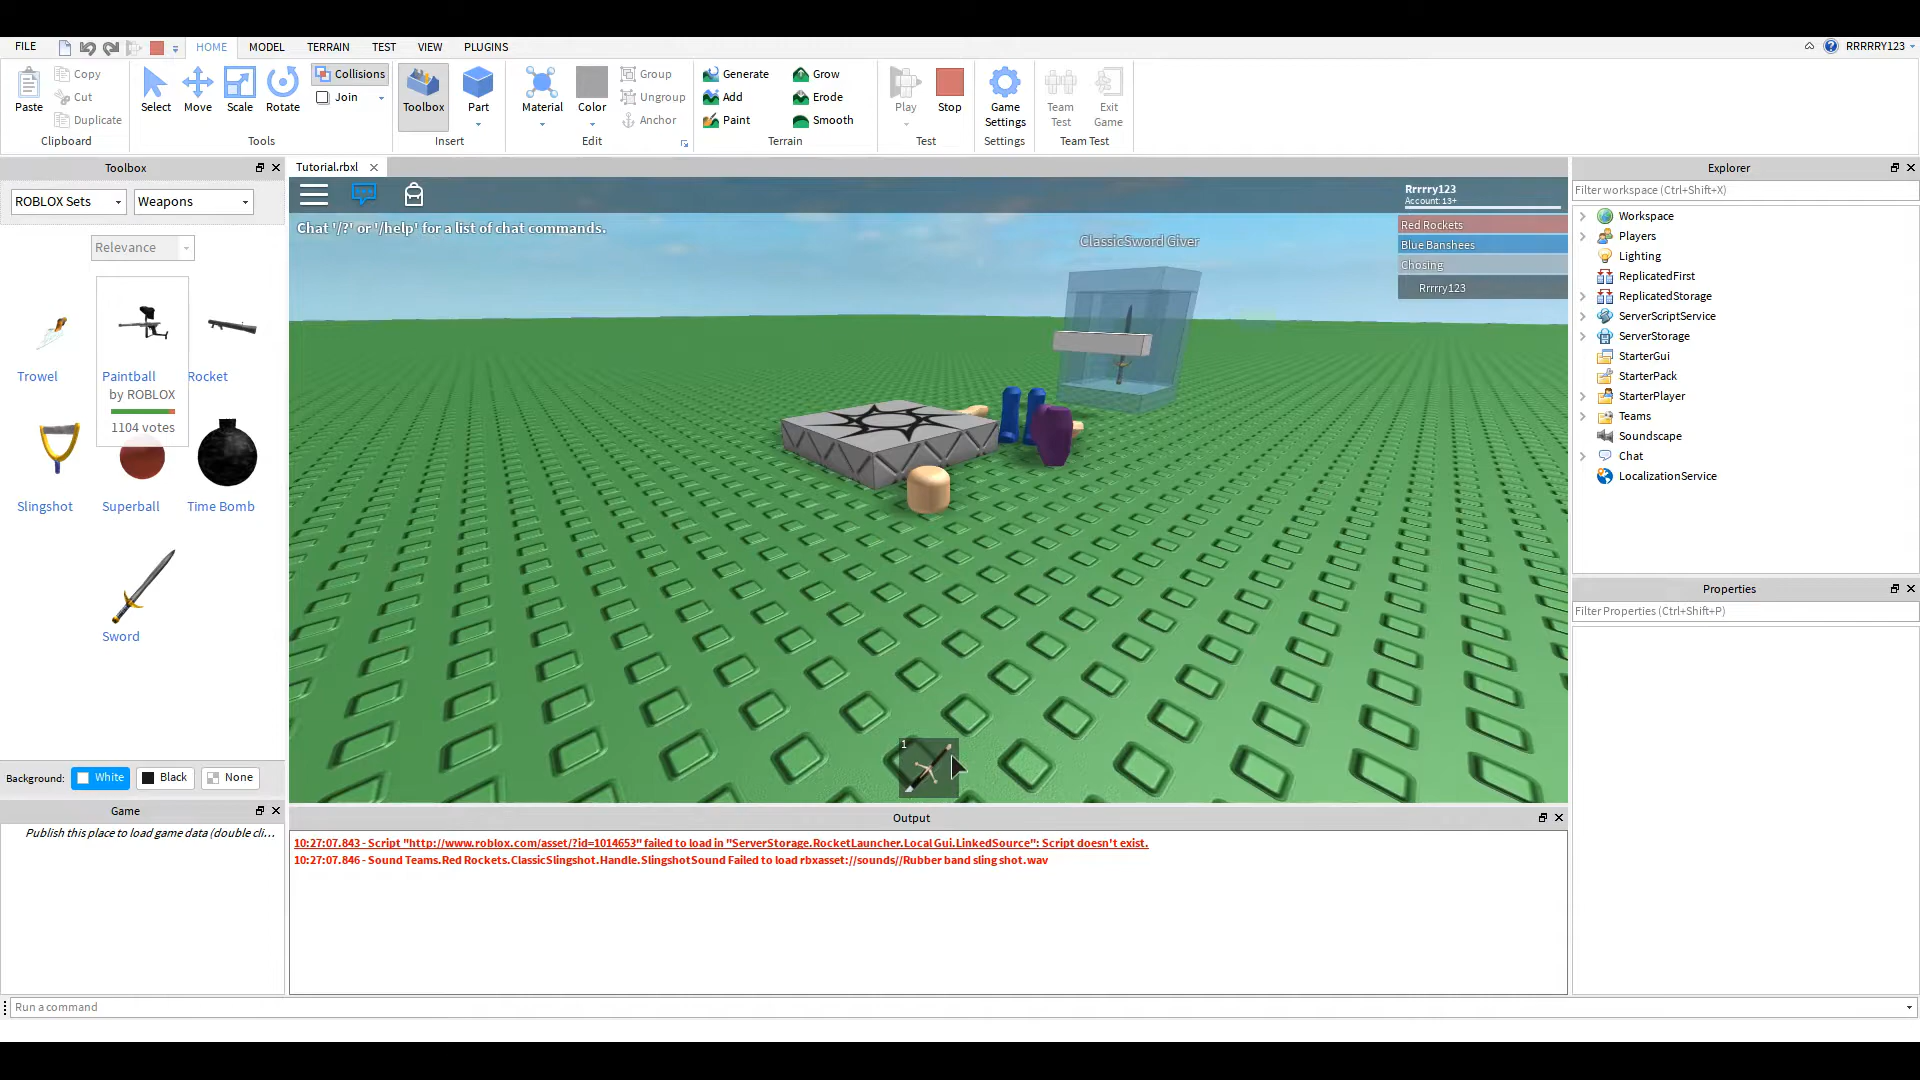 FILE
HOME
MODEL
TERRAIN
TEST
VIEW
PLUGINS
RRRRRY123
Paste
Copy
Cut
Duplicate
Clipboard
Select
Move
Scale
Rotate
Collisions
Join
Tools
Toolbox
Part
Insert
Material
Color
Group
Ungroup
Anchor
Edit
Generate
Add
Paint
Grow
Erode
Smooth
Terrain
Play
Stop
Test
Game
Settings
Settings
Team
Test
Exit
Game
Team Test
Toolbox
ROBLOX Sets
Weapons
Relevance
Trowel
Paintball
by ROBLOX
1104 votes
Rocket
Slingshot
Superball
Time Bomb
Sword
Background:
White
Black
None
Game
Publish this place to load game data (double cli...
Tutorial.rbxl
Chat '/?' or '/help' for a list of chat commands.
ClassicSword Giver
Rrrrry123
Account: 13+
Red Rockets
Blue Banshees
Chosing
Rrrrry123
1
Output
10:27:07.843 - Script "http://www.roblox.com/asset/?id=1014653" failed to load in "ServerStorage.RocketLauncher.Local Gui.LinkedSource": Script doesn't exist.
10:27:07.846 - Sound Teams.Red Rockets.ClassicSlingshot.Handle.SlingshotSound Failed to load rbxasset://sounds//Rubber band sling shot.wav
Explorer
Filter workspace (Ctrl+Shift+X)
Workspace
Players
Lighting
ReplicatedFirst
ReplicatedStorage
ServerScriptService
ServerStorage
StarterGui
StarterPack
StarterPlayer
Teams
Soundscape
Chat
LocalizationService
Properties
Filter Properties (Ctrl+Shift+P)
Run a command